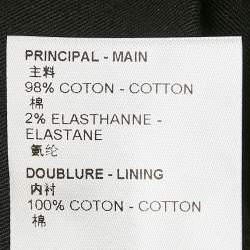 PRINCIPAL - MAIN
主料
98% COTON - COTTON
棉
2% ELASTHANNE -
ELASTANE
氨纶
DOUBLURE - LINING
内衬
100% COTON - COTTON
棉